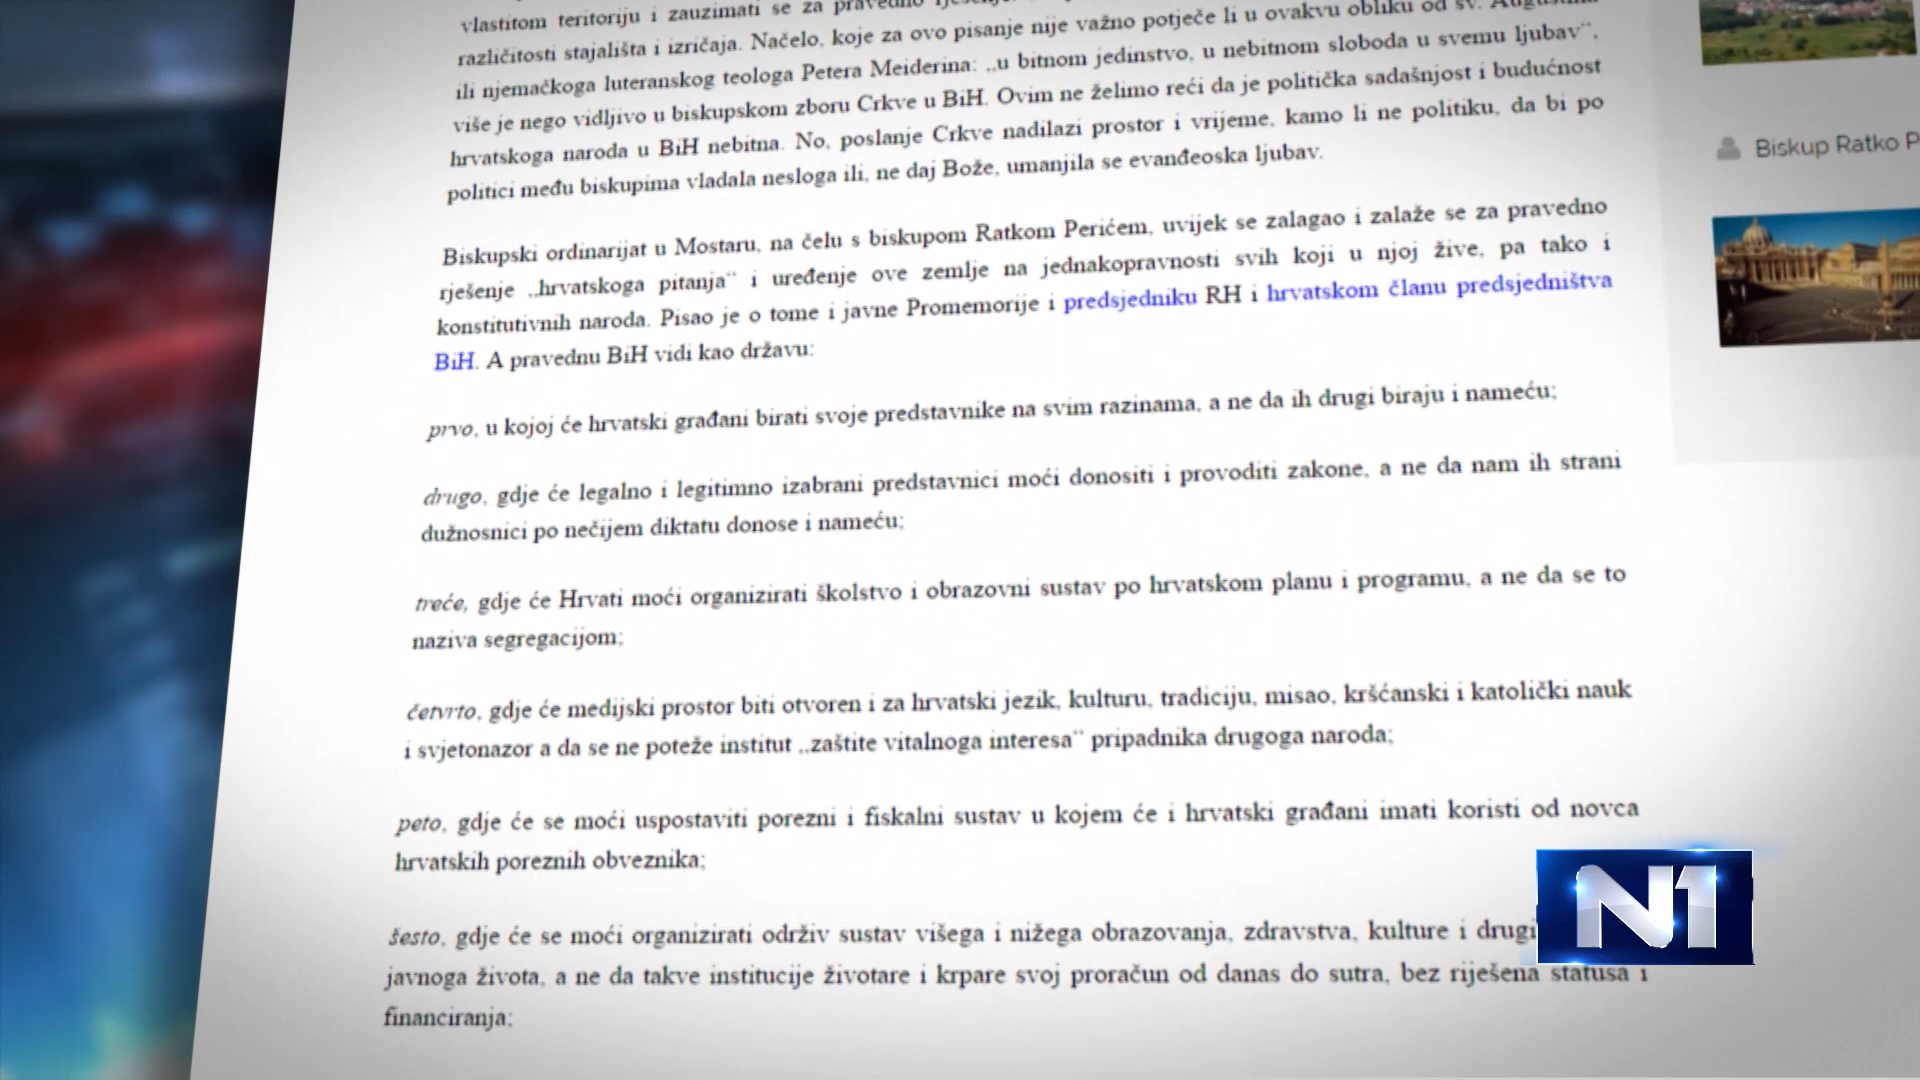 vlastitom teritoriju i zauzimati se za pravedno
različitosti stajališta i izričaja. Načelo, koje za ovo pisanje nije važno potječe li u ovakvu obliku od sv.
ili njemačkoga luteranskog teologa Petera Meiderina: „u bitnom jedinstvo, u nebitnom sloboda u svemu ljubav“,
više je nego vidljivo u biskupskom zboru Crkve u BiH. Ovim ne želimo reći da je politička sadašnjost i budućnost
hrvatskoga naroda u BiH nebitna. No, poslanje Crkve nadilazi prostor i vrijeme, kamo li ne politiku, da bi po
politici među biskupima vladala nesloga ili, ne daj Bože, umanjila se evanđeoska ljubav.
Biskupski ordinarijat u Mostaru, na čelu s biskupom Ratkom Perićem, uvijek se zalagao i zalaže se za pravedno
rješenje „hrvatskoga pitanja“ i uređenje ove zemlje na jednakopravnosti svih koji u njoj žive, pa tako i
konstitutivnih naroda. Pisao je o tome i javne Promemorije i predsjedniku RH i hrvatskom članu predsjedništva
BiH. A pravednu BiH vidi kao državu:
prvo, u kojoj će hrvatski građani birati svoje predstavnike na svim razinama, a ne da ih drugi biraju i nameću;
drugo, gdje će legalno i legitimno izabrani predstavnici moći donositi i provoditi zakone, a ne da nam ih strani
dužnosnici po nečijem diktatu donose i nameću;
treće, gdje će Hrvati moći organizirati školstvo i obrazovni sustav po hrvatskom planu i programu, a ne da se to
naziva segregacijom;
četvrto, gdje će medijski prostor biti otvoren i za hrvatski jezik, kulturu, tradiciju, misao, kršćanski i katolički nauk
i svjetonazor a da se ne poteže institut „zaštite vitalnoga interesa“ pripadnika drugoga naroda;
peto, gdje će se moći uspostaviti porezni i fiskalni sustav u kojem će i hrvatski građani imati koristi od novca
hrvatskih poreznih obveznika;
šesto, gdje će se moći organizirati održiv sustav višega i nižega obrazovanja, zdravstva, kulture i drugi
javnoga života, a ne da takve institucije životare i krpare svoj proračun od danas do sutra, bez riješena statusa i
financiranja;
Biskup Ratko P
N1